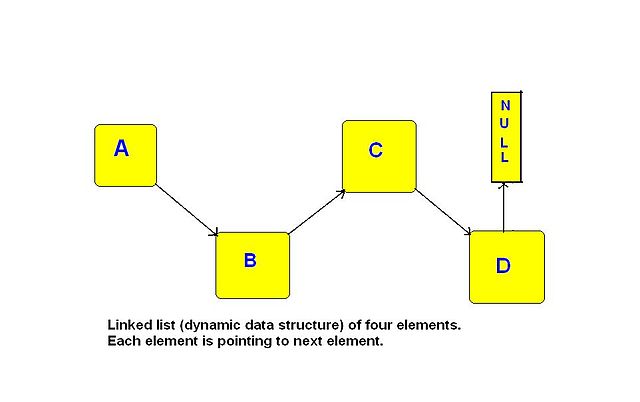 A
B
C
D
NULL
Linked list (dynamic data structure) of four elements.
Each element is pointing to next element.